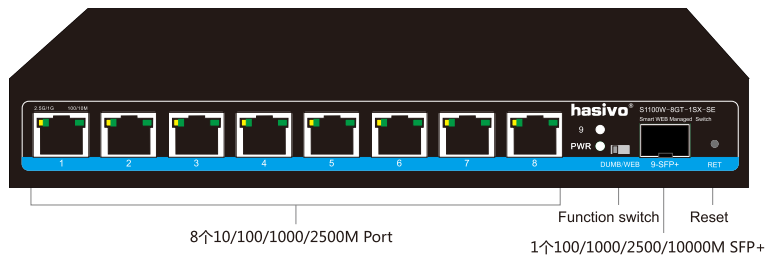 hasivo®
S1100W-8GT-1SX-SE
Smart WEB Managed Switch
2.5G/1G 100/10M
9
PWR
1 2 3 4 5 6 7 8
DUMB/WEB 9-SFP+ RET
Function switch Reset
8个10/100/1000/2500M Port
1个100/1000/2500/10000M SFP+